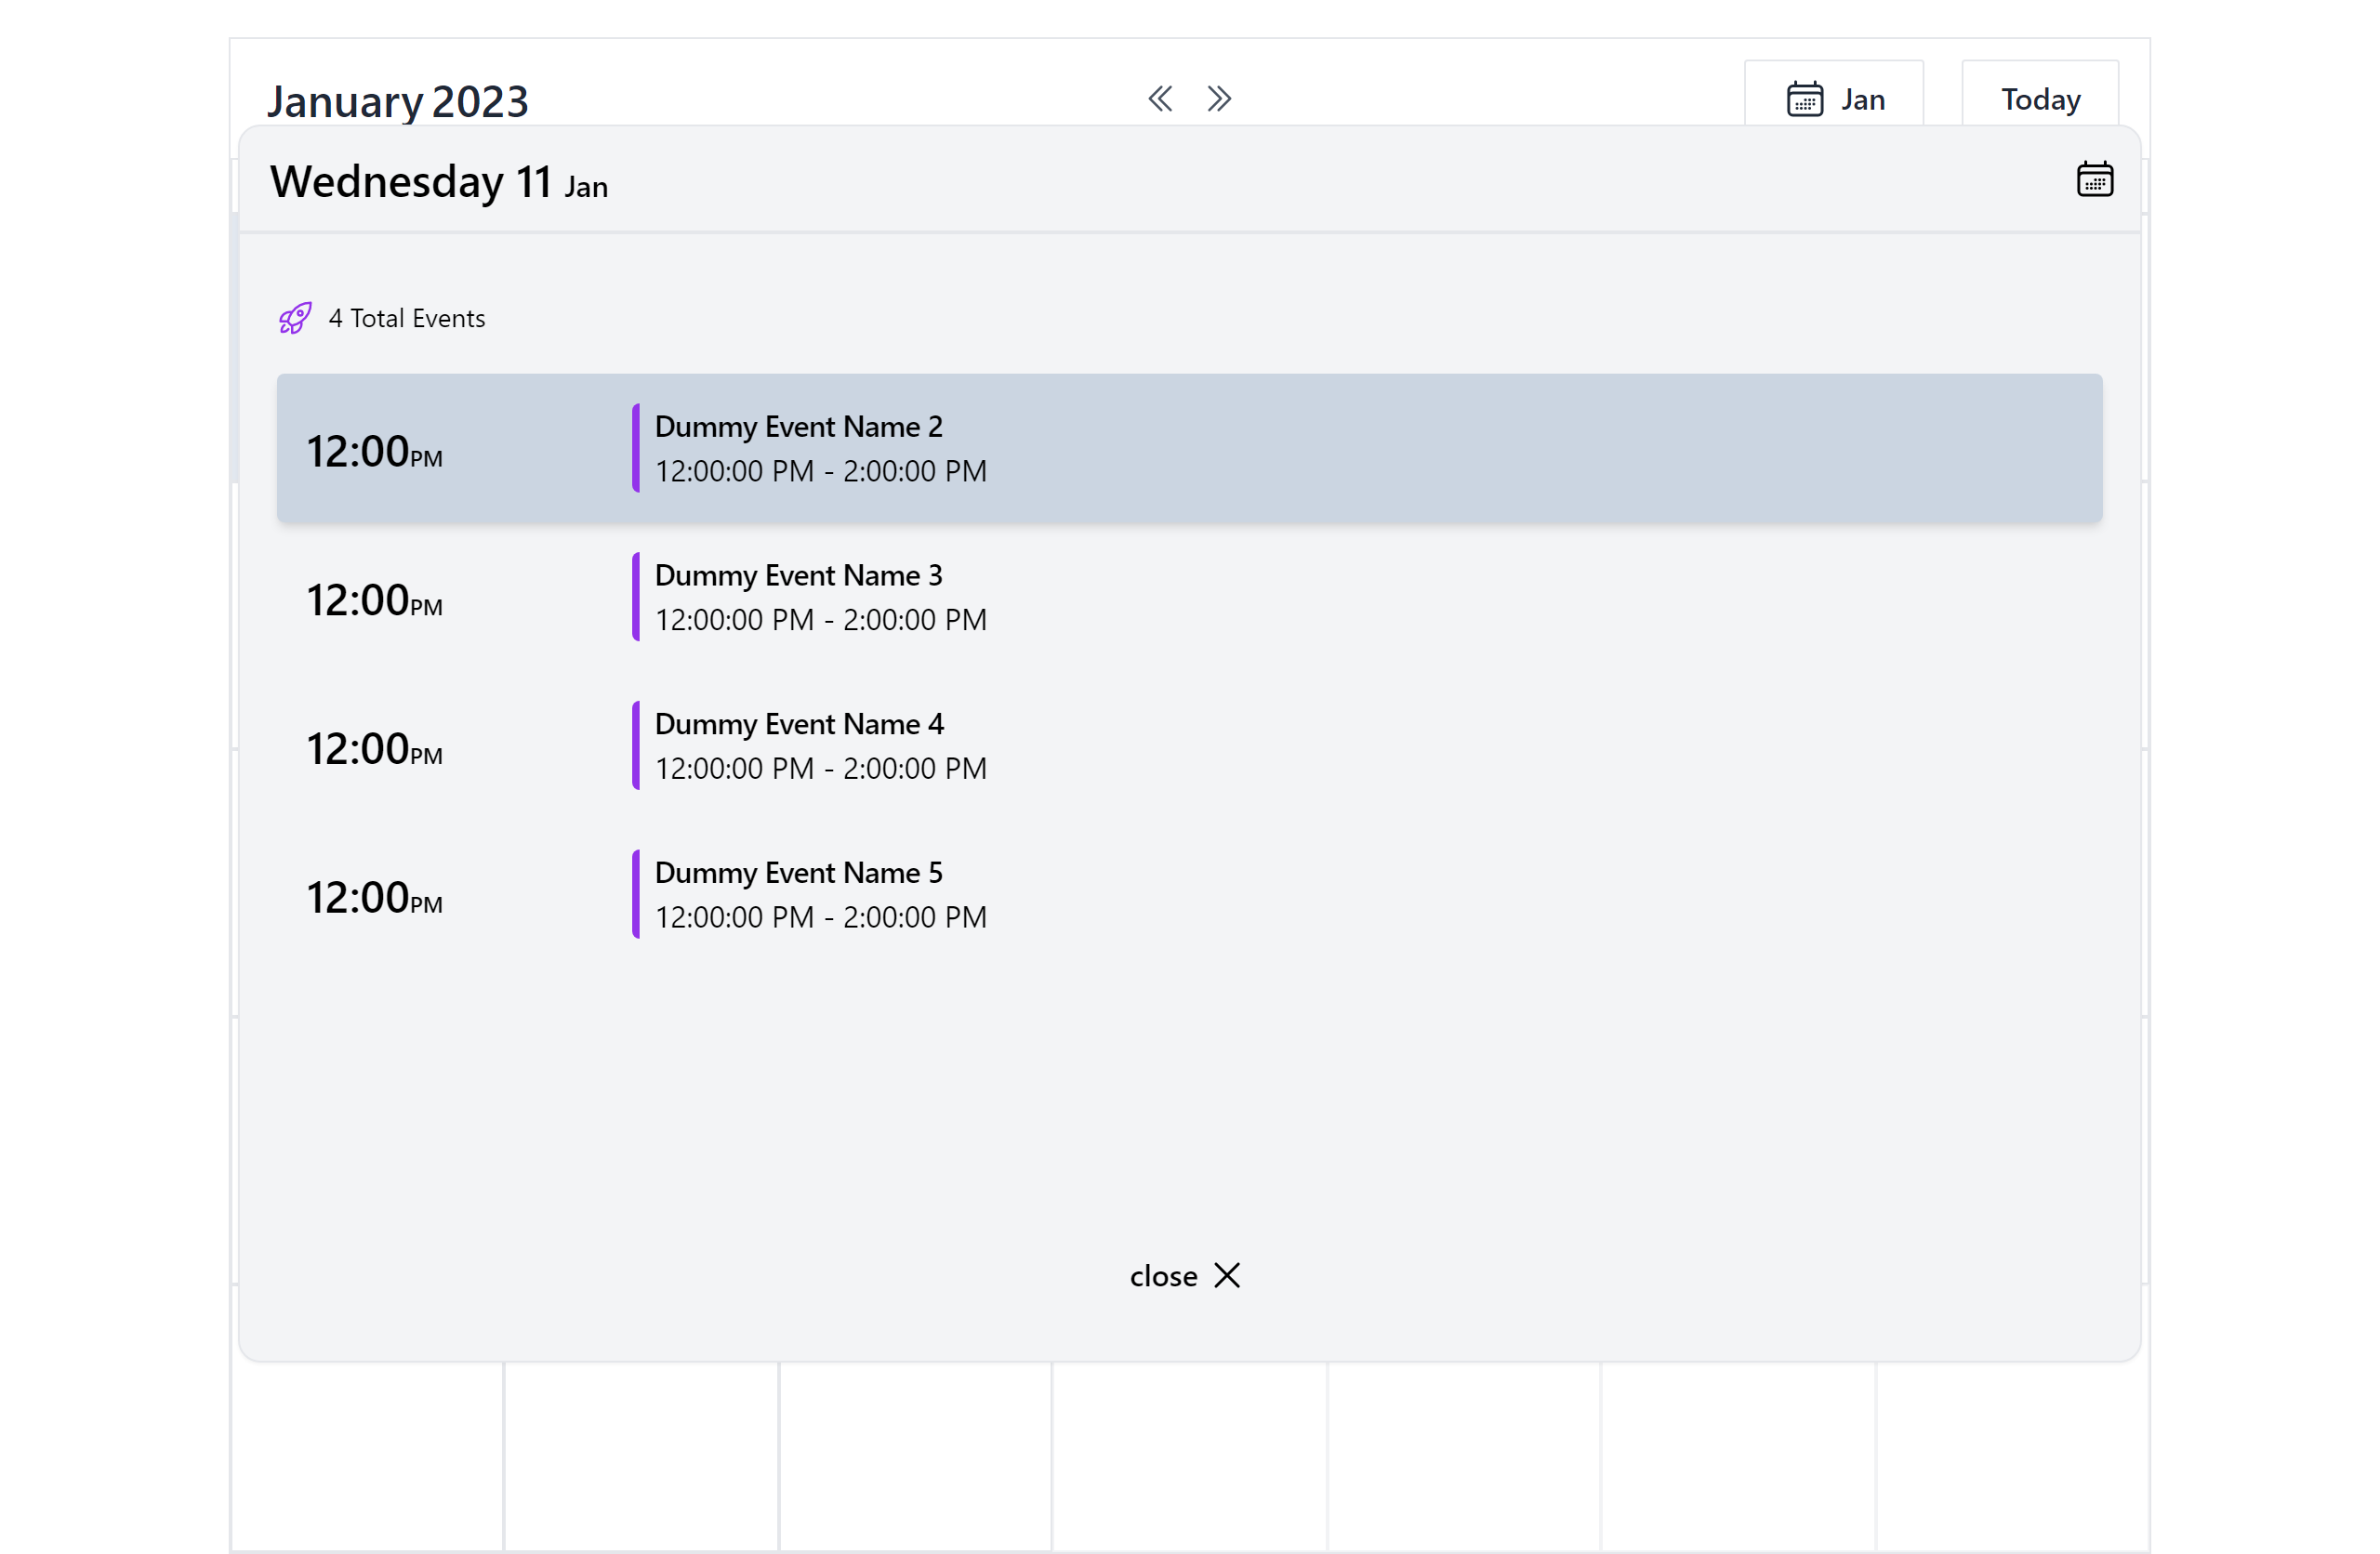 January 2023
Jan
Today
Wednesday 11 Jan
4 Total Events
12:00PM
Dummy Event Name 2
12:00:00 PM - 2:00:00 PM
12:00PM
Dummy Event Name 3
12:00:00 PM - 2:00:00 PM
12:00PM
Dummy Event Name 4
12:00:00 PM - 2:00:00 PM
12:00PM
Dummy Event Name 5
12:00:00 PM - 2:00:00 PM
close